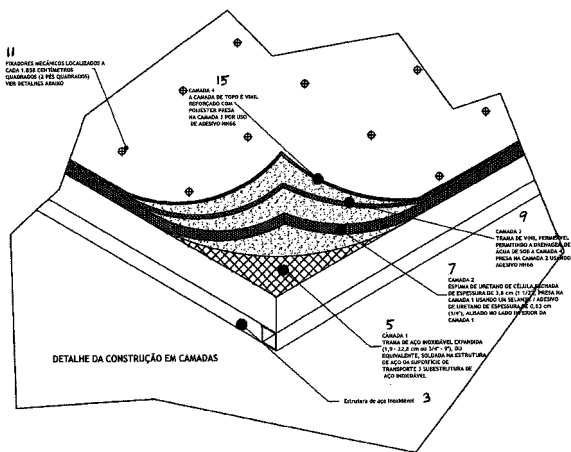 11
FIXADORES MECÂNICOS LOCALIZADOS A
CADA 1.858 CENTÍMETROS
QUADRADOS (2 PÉS QUADRADOS)
VER DETALHES ABAIXO
15
CAMADA 4
A CAMADA DE TOPO É VINIL
REFORÇADO COM
POLIESTER PRESA
NA CAMADA 3 POR USO
DE ADESIVO HH66
9
CAMADA 3
TRAMA DE VINIL PERMEÁVEL
PERMITINDO A DRENAGEM DE
ÁGUA DE SOB A CAMADA 4
PRESA NA CAMADA 2 USANDO
ADESIVO HH66
7
CAMADA 2
ESPUMA DE URETANO DE CÉLULA FECHADA
DE ESPESSURA DE 3,8 cm (1 1/2") PRESA NA
CAMADA 1 USANDO UM SELANTE / ADESIVO
DE URETANO DE ESPESSURA DE 0,63 cm
(1/4"), ALISADO NO LADO INFERIOR DA
CAMADA 1
5
CAMADA 1
TRAMA DE AÇO INOXIDÁVEL EXPANDIDA
(1,9 - 22,8 cm ou 3/4" - 9"), OU
EQUIVALENTE, SOLDADA NA ESTRUTURA
DE AÇO DA SUPERFÍCIE DE
TRANSPORTE 3 SUBESTRUTURA DE
AÇO INOXIDÁVEL
DETALHE DA CONSTRUÇÃO EM CAMADAS
Estrutura de aço inoxidável 3